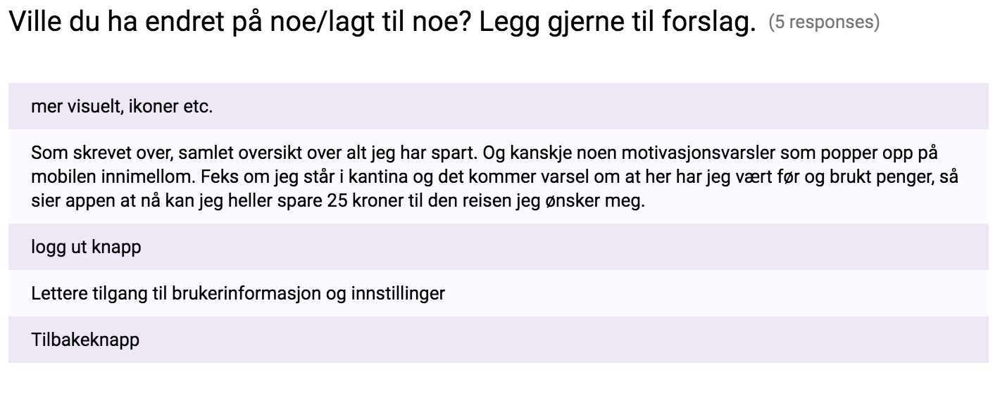 Ville du ha endret på noe/lagt til noe? Legg gjerne til forslag. (5 responses)
mer visuelt, ikoner etc.
Som skrevet over, samlet oversikt over alt jeg har spart. Og kanskje noen motivasjonsvarsler som popper opp på
mobilen innimellom. Feks om jeg står i kantina og det kommer varsel om at her har jeg vært før og brukt penger, så
sier appen at nå kan jeg heller spare 25 kroner til den reisen jeg ønsker meg.
logg ut knapp
Lettere tilgang til brukerinformasjon og innstillinger
Tilbakeknapp